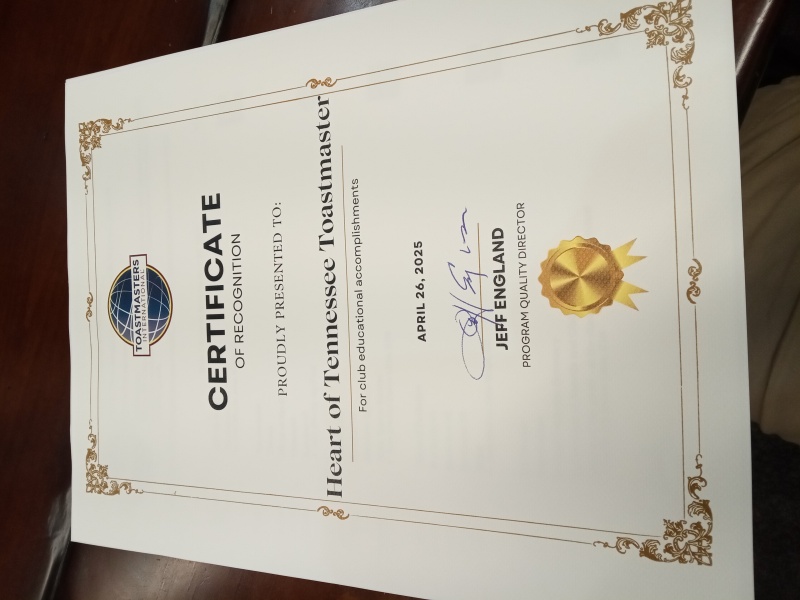 TOASTMASTERS
INTERNATIONAL
CERTIFICATE
OF RECOGNITION
PROUDLY PRESENTED TO:
Heart of Tennessee Toastmaster
For club educational accomplishments
APRIL 26, 2025
JEFF ENGLAND
PROGRAM QUALITY DIRECTOR